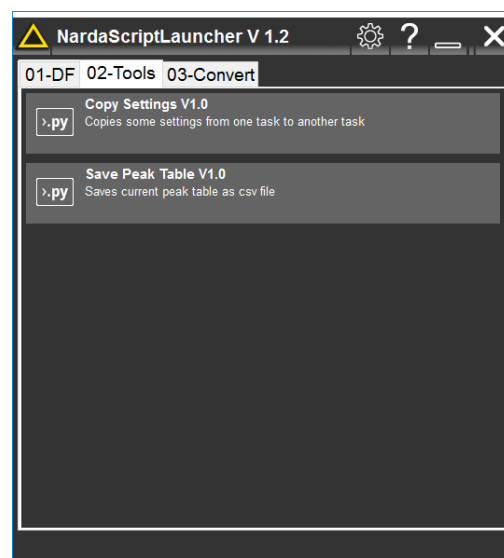 NardaScriptLauncher V 1.2
?
01-DF 02-Tools 03-Convert
Copy Settings V1.0
>.py
Copies some settings from one task to another task
Save Peak Table V1.0
>.py
Saves current peak table as csv file